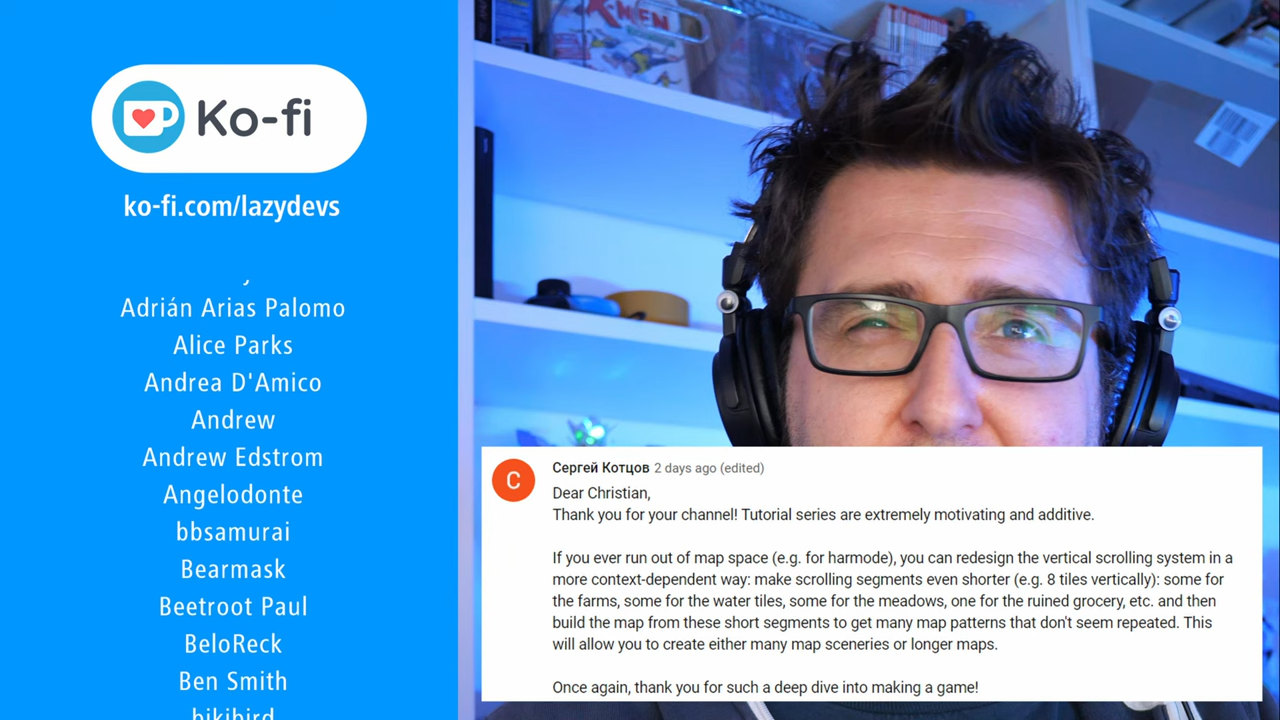 Ko-fi
ko-fi.com/lazydevs
Adrián Arias Palomo
Alice Parks
Andrea D'Amico
Andrew
Andrew Edstrom
Angelodonte
bbsamurai
Bearmask
Beetroot Paul
BeloReck
Ben Smith
bikibird
X-MEN
С
Сергей Котцов 2 days ago (edited)
Dear Christian,
Thank you for your channel! Tutorial series are extremely motivating and additive.
If you ever run out of map space (e.g. for harmode), you can redesign the vertical scrolling system in a
more context-dependent way: make scrolling segments even shorter (e.g. 8 tiles vertically): some for
the farms, some for the water tiles, some for the meadows, one for the ruined grocery, etc. and then
build the map from these short segments to get many map patterns that don't seem repeated. This
will allow you to create either many map sceneries or longer maps.
Once again, thank you for such a deep dive into making a game!